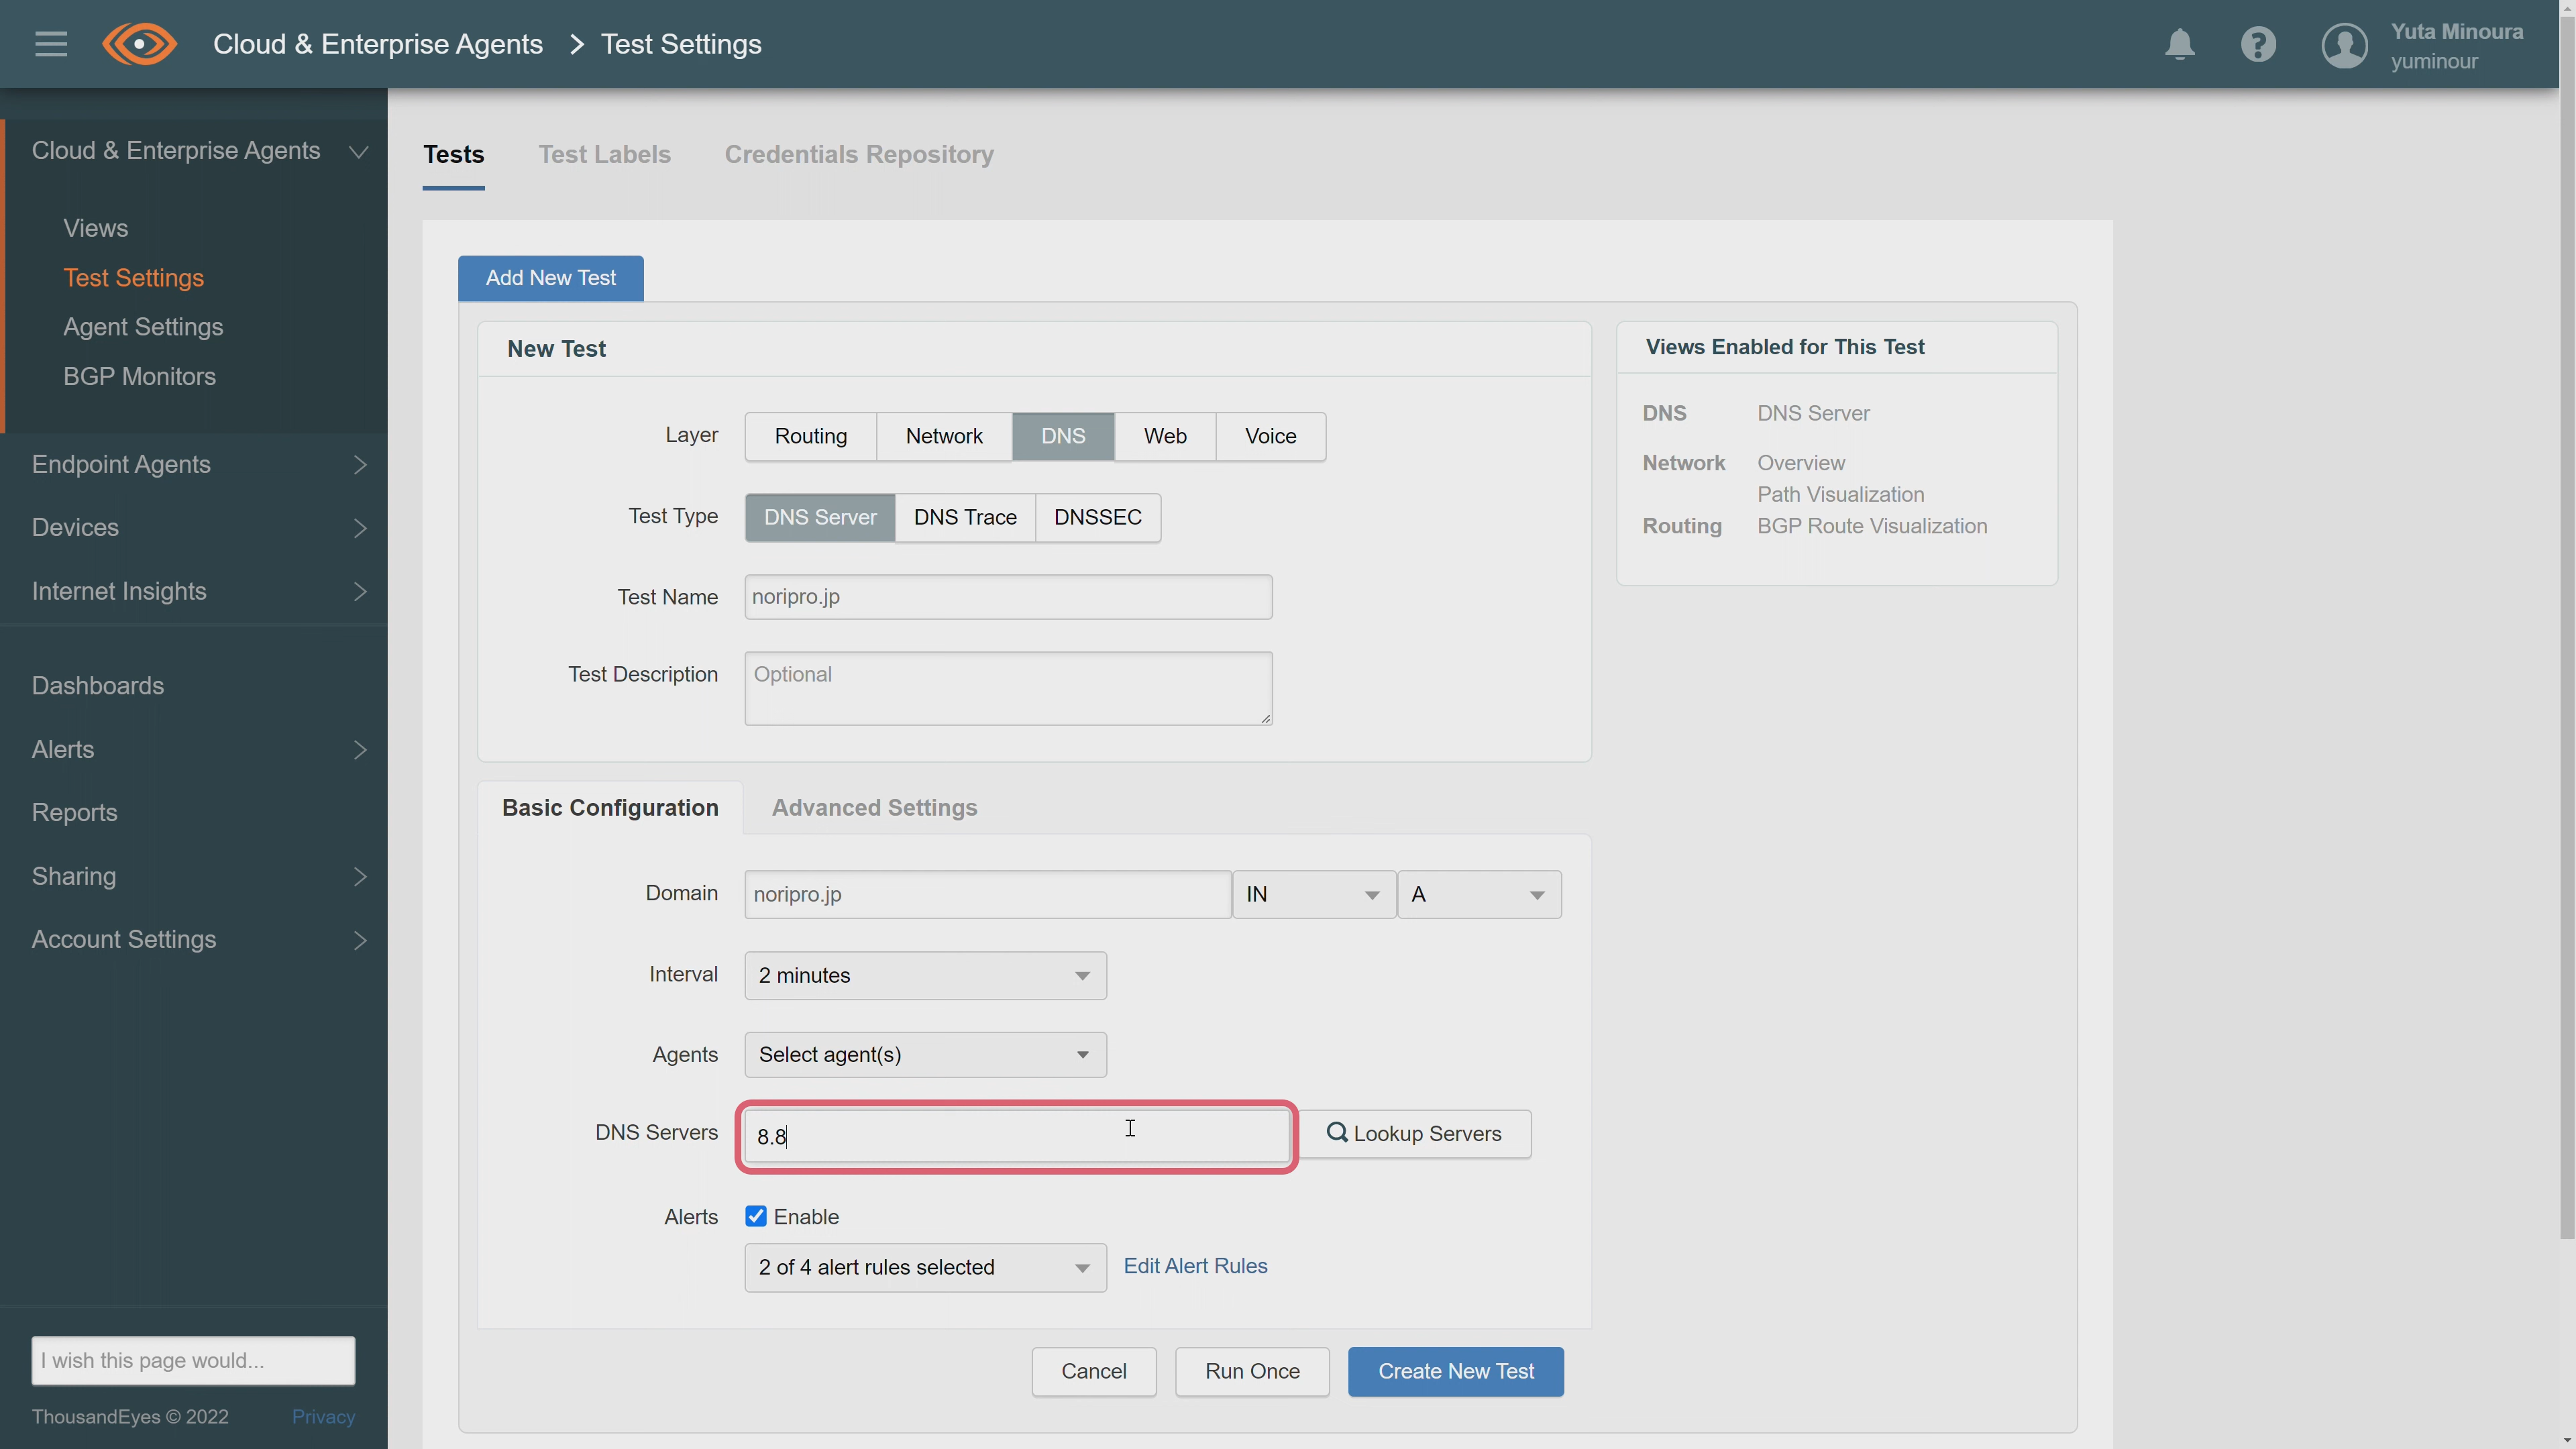 Cloud & Enterprise Agents > Test Settings
Yuta Minoura
yuminour
Cloud & Enterprise Agents
Views
Test Settings
Agent Settings
BGP Monitors
Endpoint Agents
Devices
Internet Insights
Dashboards
Alerts
Reports
Sharing
Account Settings
I wish this page would...
ThousandEyes © 2022 Privacy
Tests Test Labels Credentials Repository
Add New Test
New Test
Layer Routing Network DNS Web Voice
Test Type DNS Server DNS Trace DNSSEC
Test Name noripro.jp
Test Description Optional
Basic Configuration Advanced Settings
Domain noripro.jp IN A
Interval 2 minutes
Agents Select agent(s)
DNS Servers 8.8 Lookup Servers
Alerts Enable
2 of 4 alert rules selected Edit Alert Rules
Cancel Run Once Create New Test
Views Enabled for This Test
DNS DNS Server
Network Overview
Path Visualization
Routing BGP Route Visualization